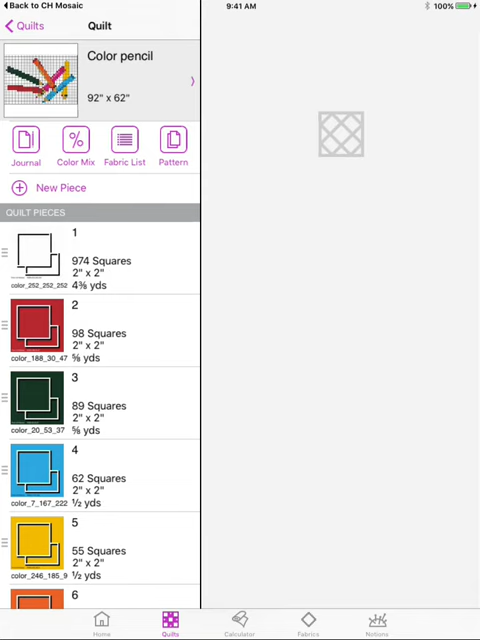 Back to CH Mosaic
9:41 AM
100%
Quilts
Quilt
Color pencil
92" x 62"
Journal
Color Mix
Fabric List
Pattern
New Piece
QUILT PIECES
1
974 Squares
2" x 2"
color_252_252_252
4⅜ yds
2
98 Squares
2" x 2"
color_188_30_47
⅝ yds
3
89 Squares
2" x 2"
color_20_53_37
⅝ yds
4
62 Squares
2" x 2"
color_7_167_222
½ yds
5
55 Squares
2" x 2"
color_246_185_9
½ yds
6
Home
Quilts
Calculator
Fabrics
Notions